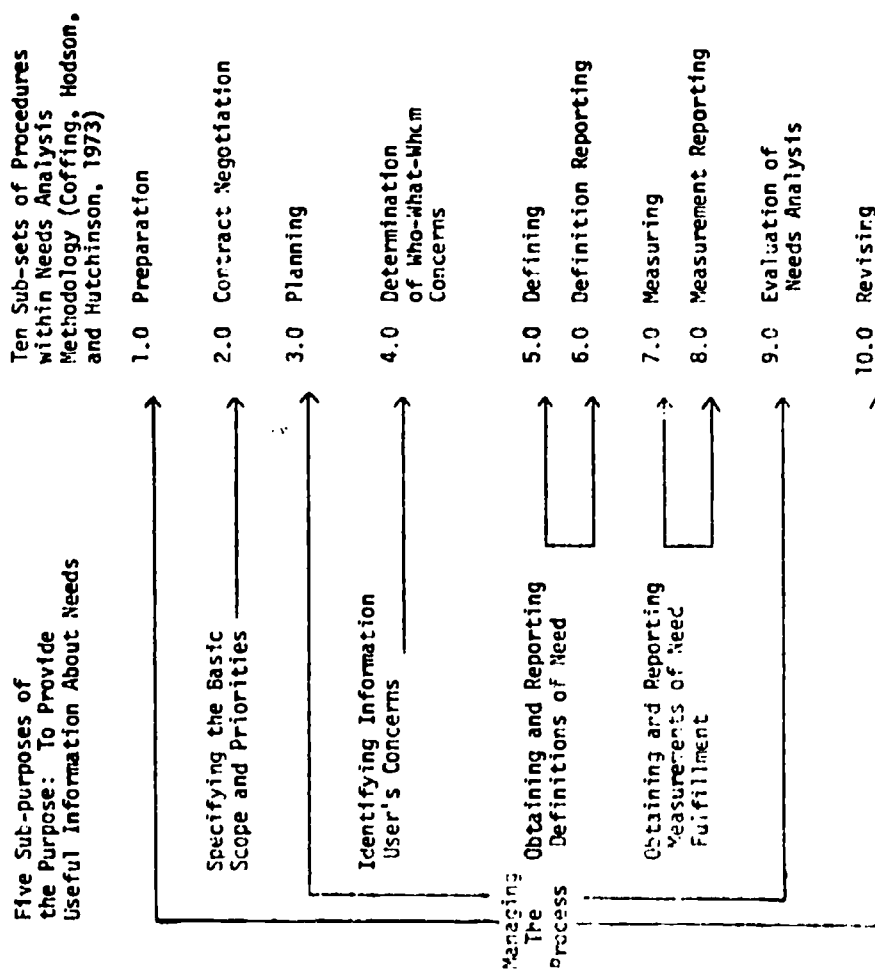 Five Sub-purposes of
the Purpose: To Provide
Useful Information About Needs
Specifying the Basic
Scope and Priorities
Identifying Information
User's Concerns
Managing
The
Process
Obtaining and Reporting
Definitions of Need
Obtaining and Reporting
Measurements of Need
Fulfillment
Ten Sub-sets of Procedures
within Needs Analysis
Methodology (Coffing, Hodson,
and Hutchinson, 1973)
1.0 Preparation
2.0 Contract Negotiation
3.0 Planning
4.0 Determination
of Who-What-Whom
Concerns
5.0 Defining
6.0 Definition Reporting
7.0 Measuring
8.0 Measurement Reporting
9.0 Evaluation of
Needs Analysis
10.0 Revising